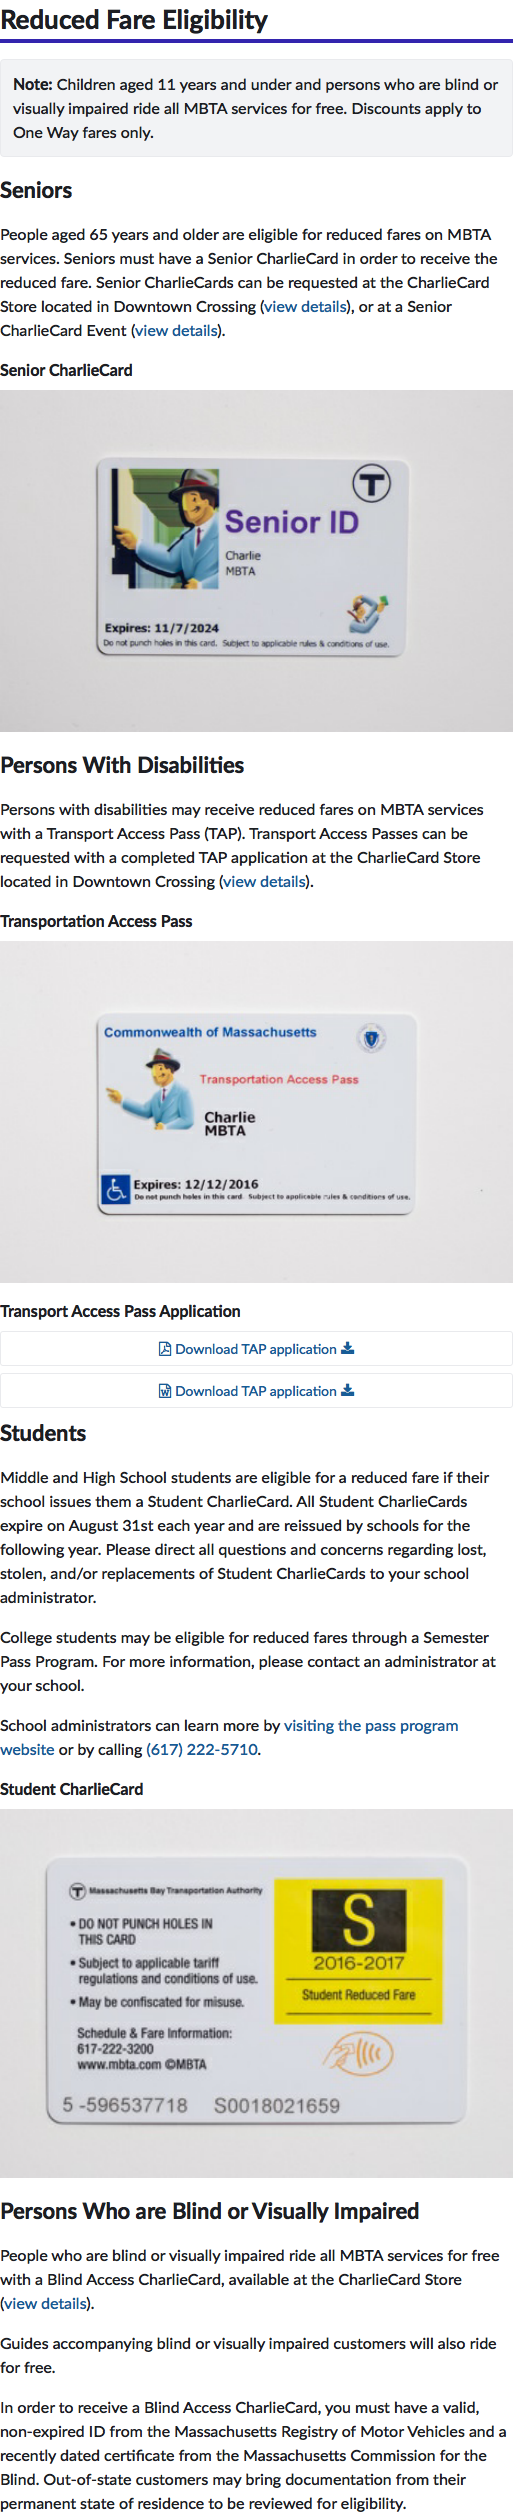 Reduced Fare Eligibility
Note: Children aged 11 years and under and persons who are blind or
visually impaired ride all MBTA services for free. Discounts apply to
One Way fares only.
Seniors
People aged 65 years and older are eligible for reduced fares on MBTA
services. Seniors must have a Senior CharlieCard in order to receive the
reduced fare. Senior CharlieCards can be requested at the CharlieCard
Store located in Downtown Crossing (view details), or at a Senior
CharlieCard Event (view details).
Senior CharlieCard
T
Senior ID
Charlie
MBTA
Expires: 11/7/2024
Do not punch holes in this card. Subject to applicable rules & conditions of use.
Persons With Disabilities
Persons with disabilities may receive reduced fares on MBTA services
with a Transport Access Pass (TAP). Transport Access Passes can be
requested with a completed TAP application at the CharlieCard Store
located in Downtown Crossing (view details).
Transportation Access Pass
Commonwealth of Massachusetts
Transportation Access Pass
Charlie
MBTA
Expires: 12/12/2016
Do not punch holes in this card. Subject to applicable rules & conditions of use.
Transport Access Pass Application
Download TAP application
Download TAP application
Students
Middle and High School students are eligible for a reduced fare if their
school issues them a Student CharlieCard. All Student CharlieCards
expire on August 31st each year and are reissued by schools for the
following year. Please direct all questions and concerns regarding lost,
stolen, and/or replacements of Student CharlieCards to your school
administrator.
College students may be eligible for reduced fares through a Semester
Pass Program. For more information, please contact an administrator at
your school.
School administrators can learn more by visiting the pass program
website or by calling (617) 222-5710.
Student CharlieCard
T Massachusetts Bay Transportation Authority
• DO NOT PUNCH HOLES IN
THIS CARD
• Subject to applicable tariff
regulations and conditions of use.
• May be confiscated for misuse.
Schedule & Fare Information:
617-222-3200
www.mbta.com ©MBTA
S
2016-2017
Student Reduced Fare
5 -596537718 S0018021659
Persons Who are Blind or Visually Impaired
People who are blind or visually impaired ride all MBTA services for free
with a Blind Access CharlieCard, available at the CharlieCard Store
(view details).
Guides accompanying blind or visually impaired customers will also ride
for free.
In order to receive a Blind Access CharlieCard, you must have a valid,
non-expired ID from the Massachusetts Registry of Motor Vehicles and a
recently dated certificate from the Massachusetts Commission for the
Blind. Out-of-state customers may bring documentation from their
permanent state of residence to be reviewed for eligibility.